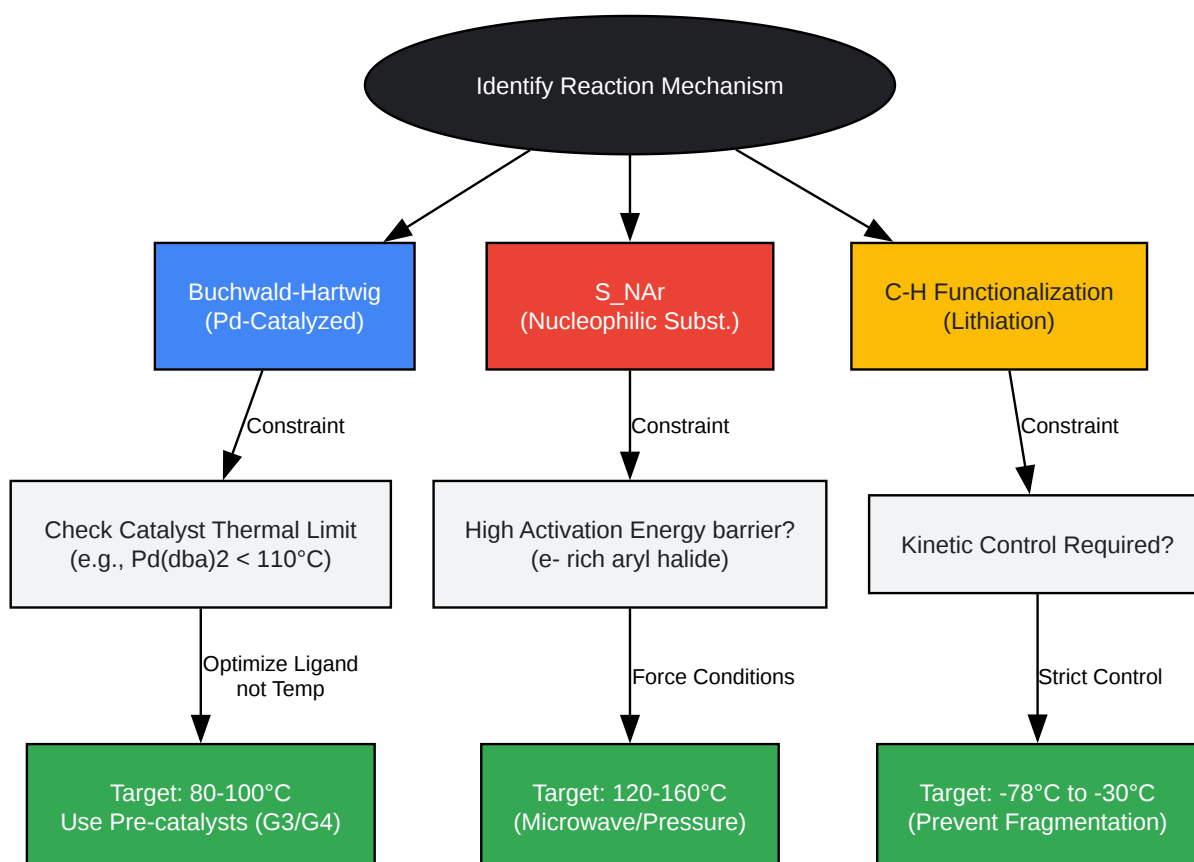 Identify Reaction Mechanism
Buchwald-Hartwig
(Pd-Catalyzed)
S_NAr
(Nucleophilic Subst.)
C-H Functionalization
(Lithiation)
Constraint
Constraint
Constraint
Check Catalyst Thermal Limit
(e.g., Pd(dba)2 < 110°C)
High Activation Energy barrier?
(e- rich aryl halide)
Kinetic Control Required?
Optimize Ligand
not Temp
Force Conditions
Strict Control
Target: 80-100°C
Use Pre-catalysts (G3/G4)
Target: 120-160°C
(Microwave/Pressure)
Target: -78°C to -30°C
(Prevent Fragmentation)